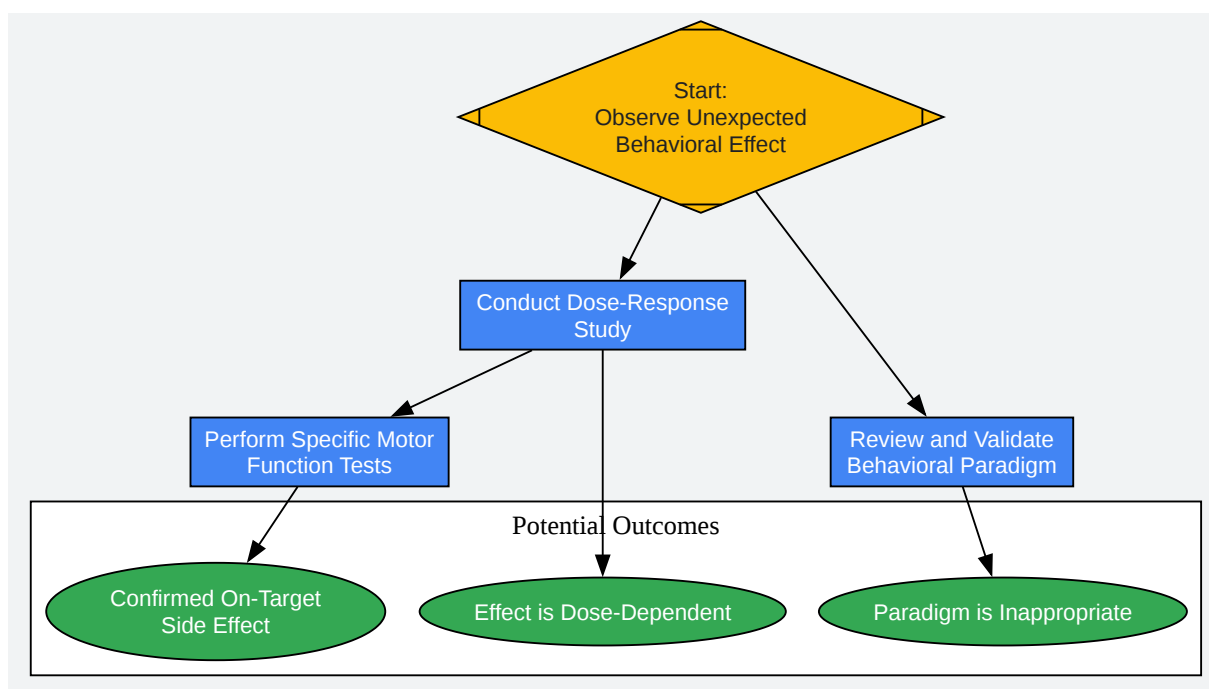 Start:
Observe Unexpected
Behavioral Effect
Conduct Dose-Response
Study
Perform Specific Motor
Function Tests
Review and Validate
Behavioral Paradigm
Potential Outcomes
Confirmed On-Target
Side Effect
Effect is Dose-Dependent
Paradigm is Inappropriate